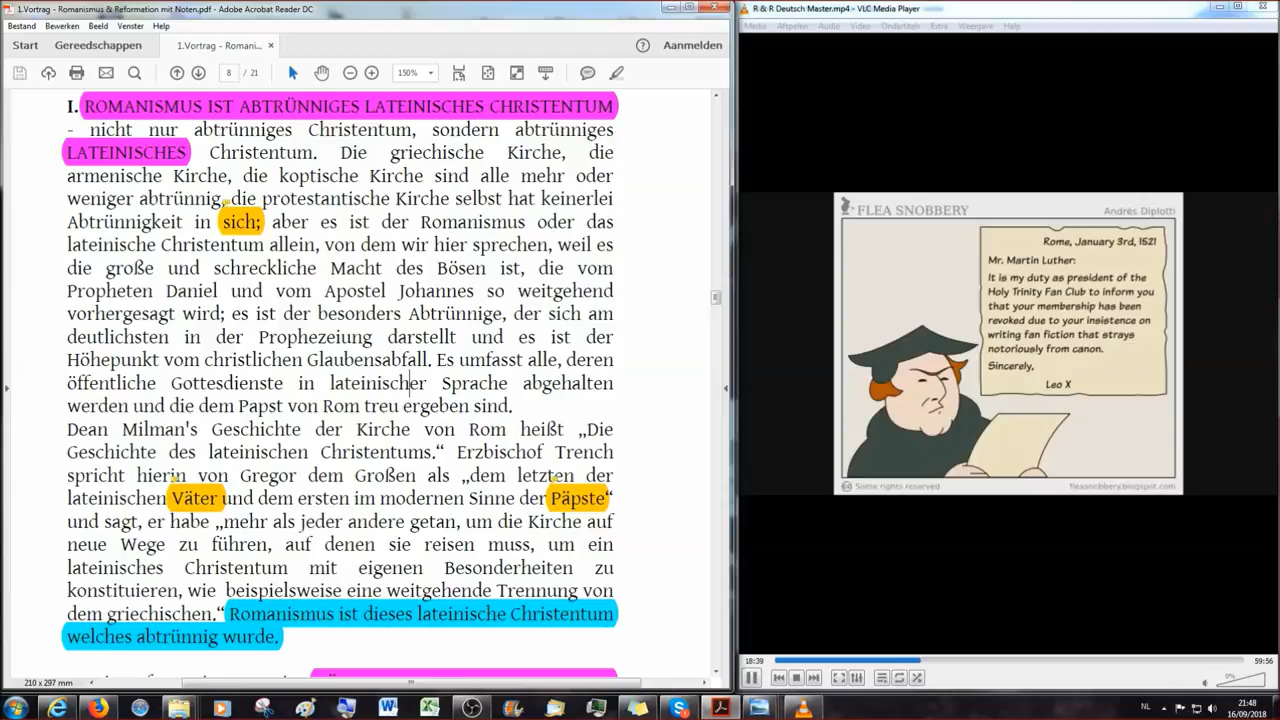 1.Vortrag - Romanismus & Reformation mit Noten.pdf - Adobe Acrobat Reader DC
Bestand Bewerken Beeld Venster Help
Start Gereedschappen 1.Vortrag - Romani... × Aanmelden
8 / 21 150%
I. ROMANISMUS IST ABTRÜNNIGES LATEINISCHES CHRISTENTUM
- nicht nur abtrünniges Christentum, sondern abtrünniges
LATEINISCHES Christentum. Die griechische Kirche, die
armenische Kirche, die koptische Kirche sind alle mehr oder
weniger abtrünnig, die protestantische Kirche selbst hat keinerlei
Abtrünnigkeit in sich; aber es ist der Romanismus oder das
lateinische Christentum allein, von dem wir hier sprechen, weil es
die große und schreckliche Macht des Bösen ist, die vom
Propheten Daniel und vom Apostel Johannes so weitgehend
vorhergesagt wird; es ist der besonders Abtrünnige, der sich am
deutlichsten in der Prophezeiung darstellt und es ist der
Höhepunkt vom christlichen Glaubensabfall. Es umfasst alle, deren
öffentliche Gottesdienste in lateinischer Sprache abgehalten
werden und die dem Papst von Rom treu ergeben sind.
Dean Milman's Geschichte der Kirche von Rom heißt „Die
Geschichte des lateinischen Christentums.“ Erzbischof Trench
spricht hierin von Gregor dem Großen als „dem letzten der
lateinischen Väter und dem ersten im modernen Sinne der Päpste“
und sagt, er habe „mehr als jeder andere getan, um die Kirche auf
neue Wege zu führen, auf denen sie reisen muss, um ein
lateinisches Christentum mit eigenen Besonderheiten zu
konstituieren, wie beispielsweise eine weitgehende Trennung von
dem griechischen.“ Romanismus ist dieses lateinische Christentum
welches abtrünnig wurde.
210 x 297 mm
R & R Deutsch Master.mp4 - VLC Media Player
Media Afspelen Audio Video Ondertitels Extra Weergave Help
FLEA SNOBBERY Andrés Diplotti
Rome, January 3rd, 1521
Mr. Martin Luther:
It is my duty as president of the
Holy Trinity Fan Club to inform you
that your membership has been
revoked due to your insistence on
writing fan fiction that strays
notoriously from canon.
Sincerely,
Leo X
Some rights reserved fleasnobbery.blogspot.com
18:39 59:56
0%
NL 21:48
16/09/2018